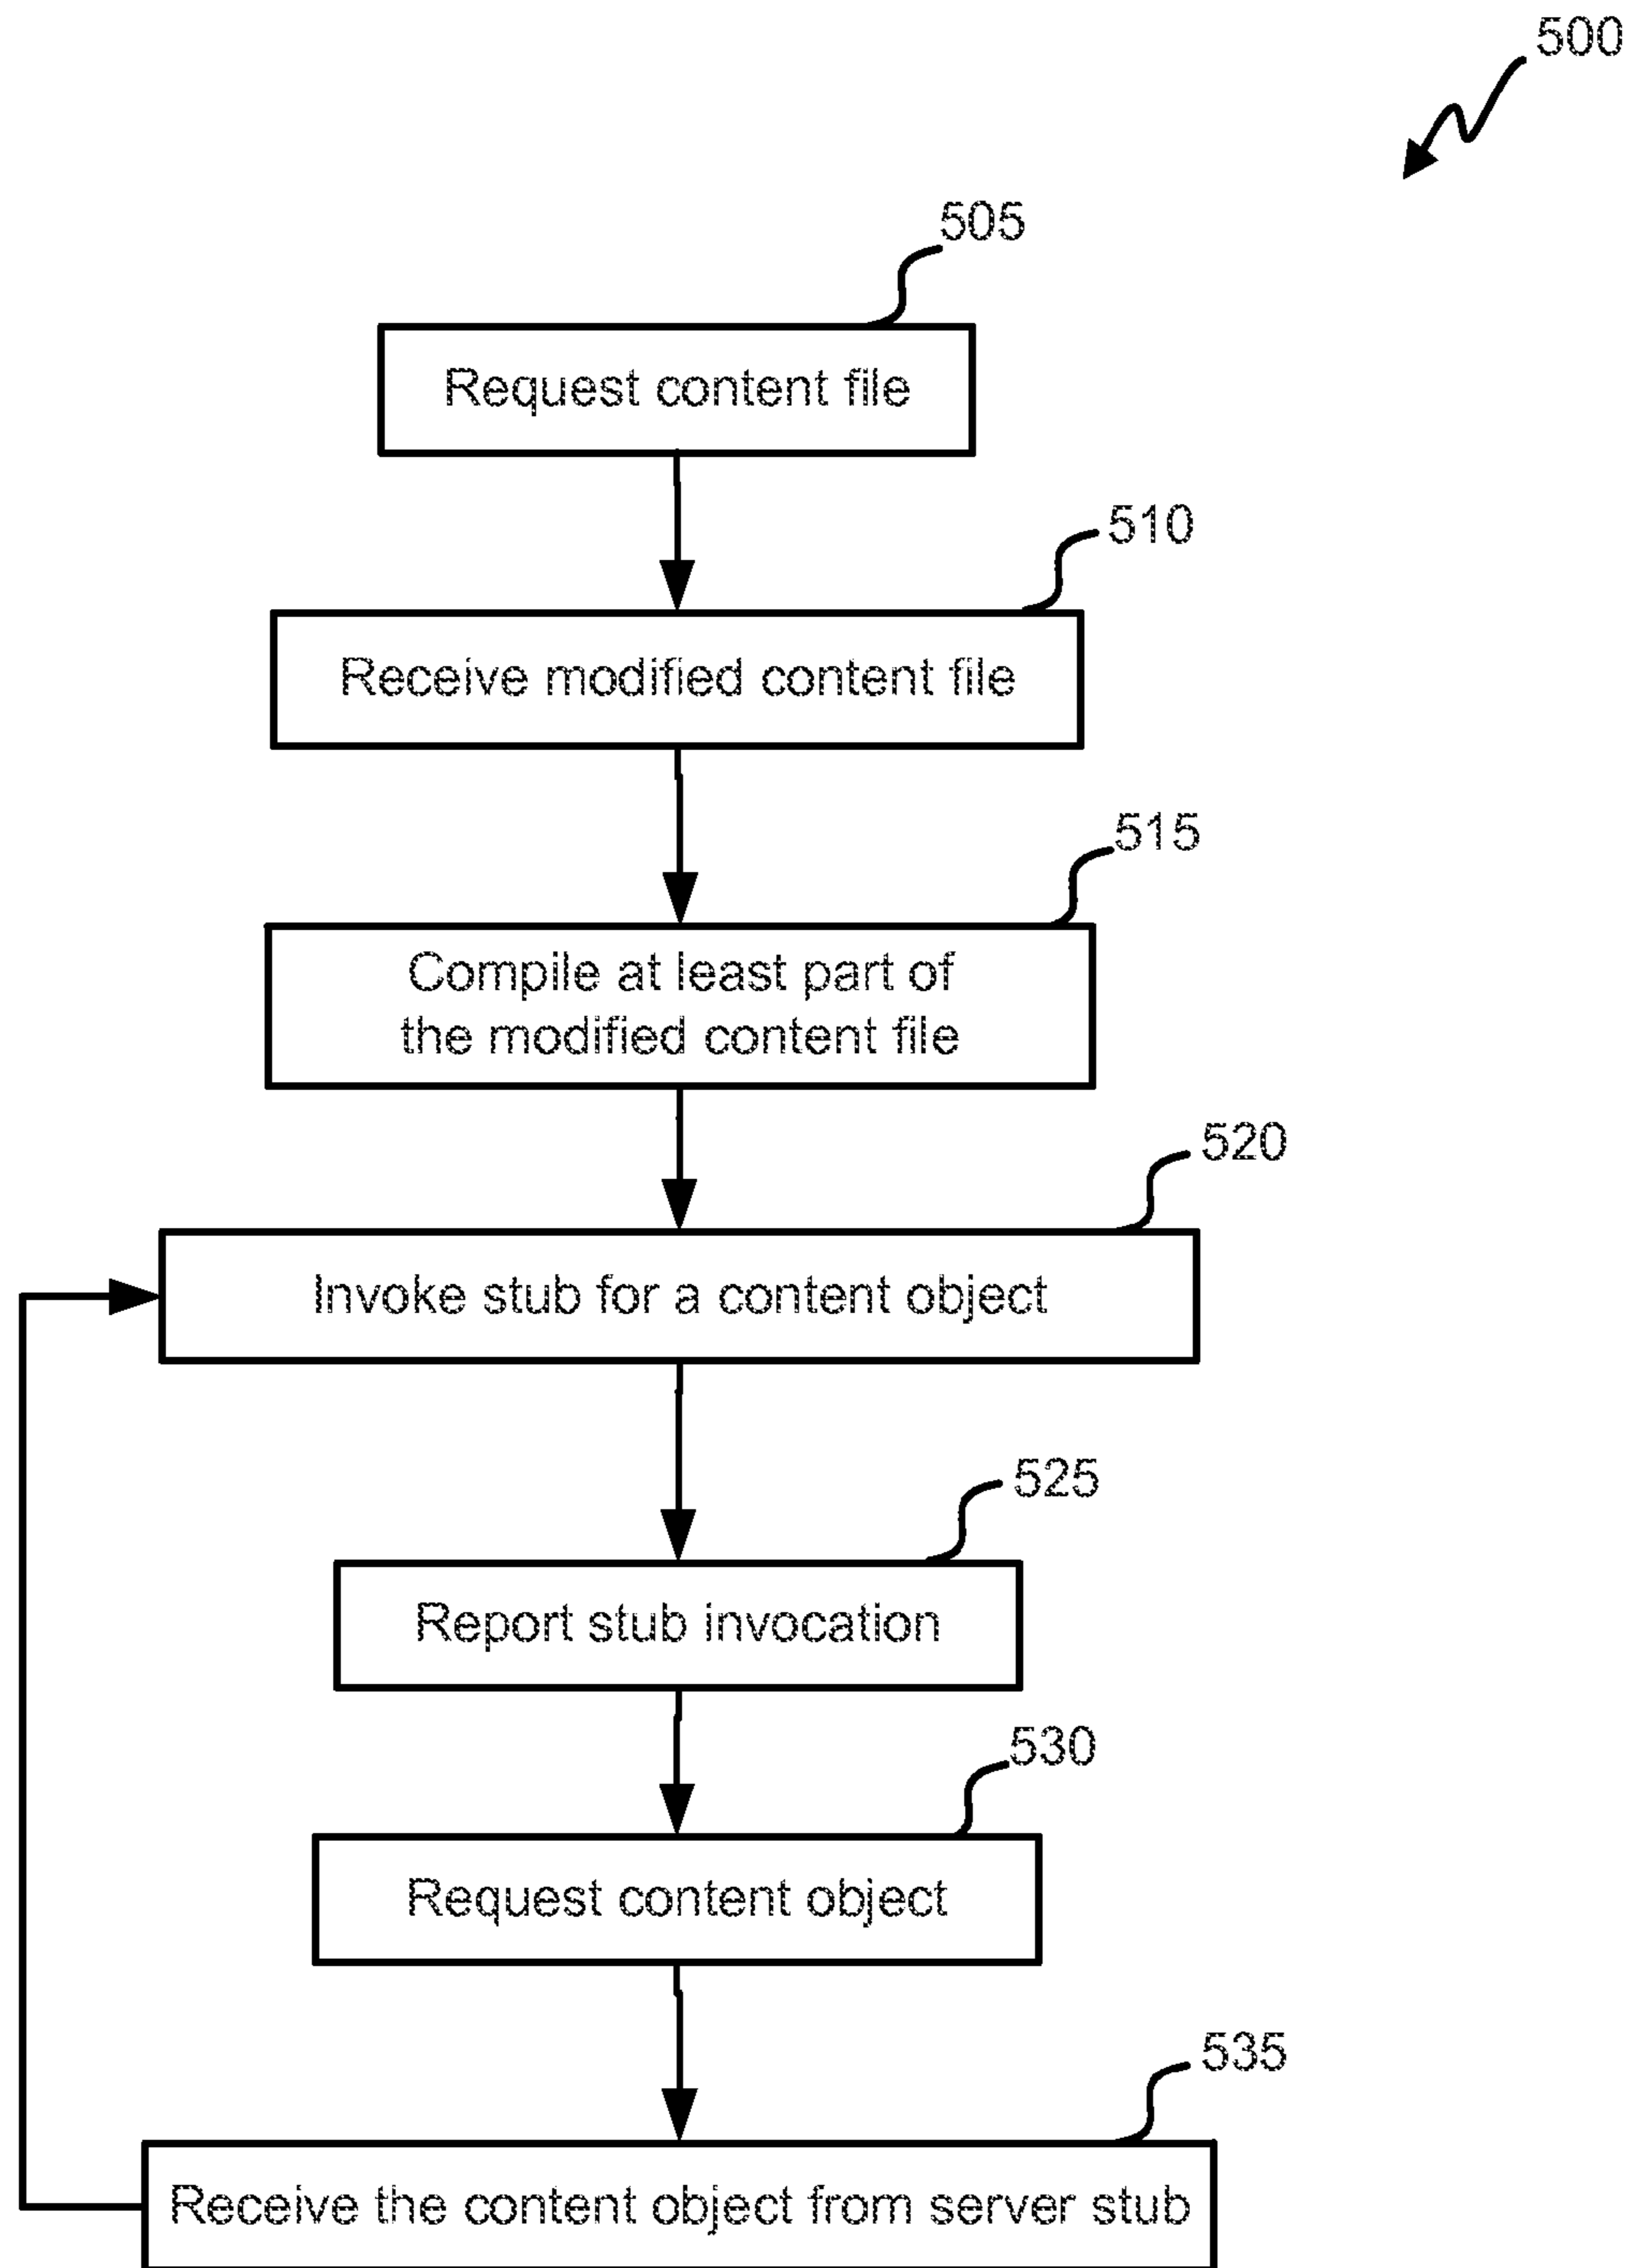 500
505
Request content file
510
Receive modified content file
515
Compile at least part of
the modified content file
520
Invoke stub for a content object
525
Report stub invocation
530
Request content object
535
Receive the content object from server stub